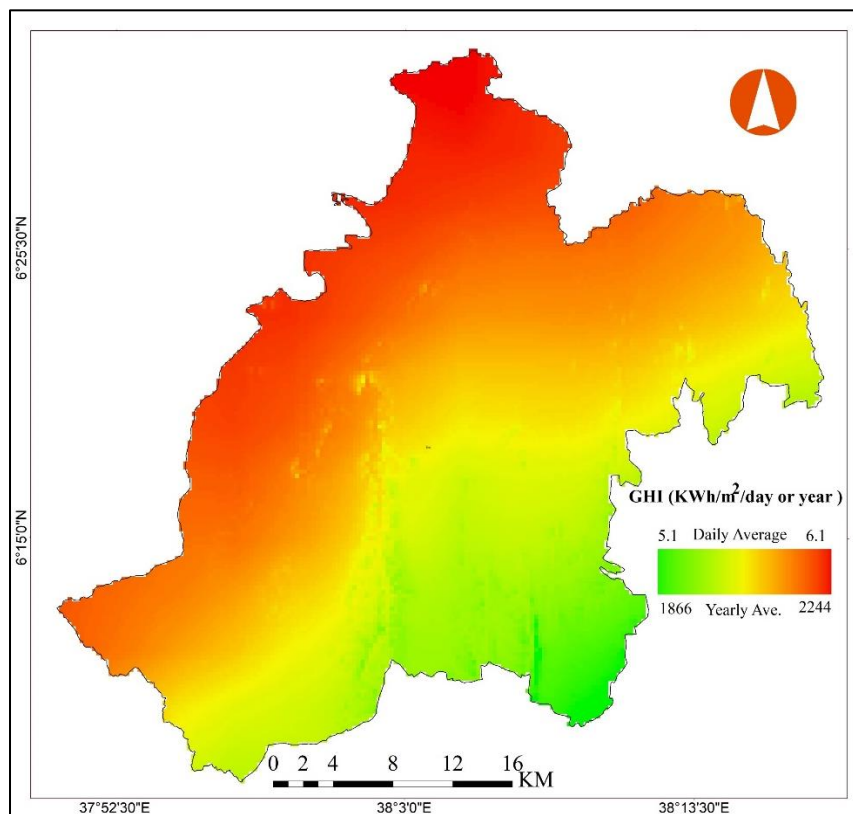 6°25'30"N
GHI (KWh/m²/day or year )
5.1 Daily Average 6.1
6°15'0"N
1866 Yearly Ave. 2244
0 2 4 8 12 16
KM
37°52'30"E 38°3'0"E 38°13'30"E